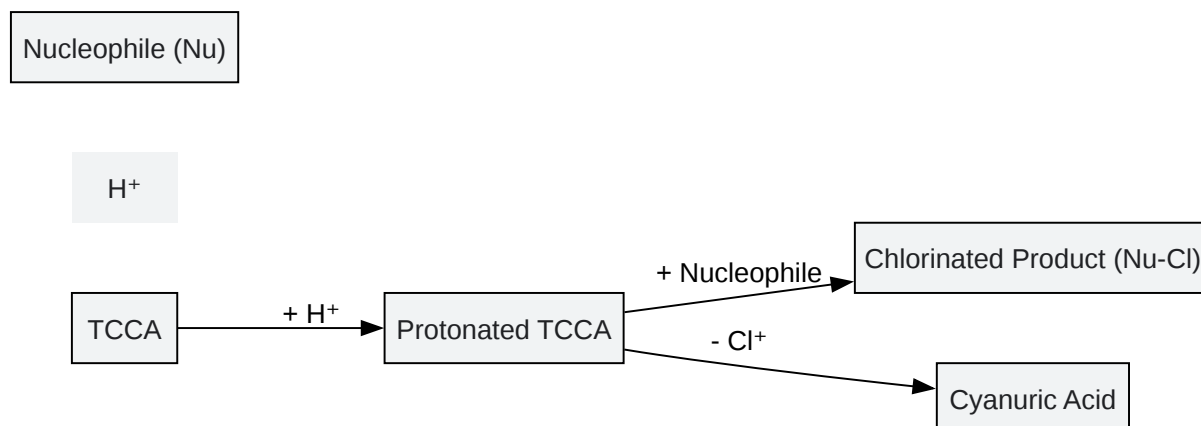 Nucleophile (Nu)
H⁺
TCCA
+ H⁺
Protonated TCCA
+ Nucleophile
Chlorinated Product (Nu-Cl)
- Cl⁺
Cyanuric Acid